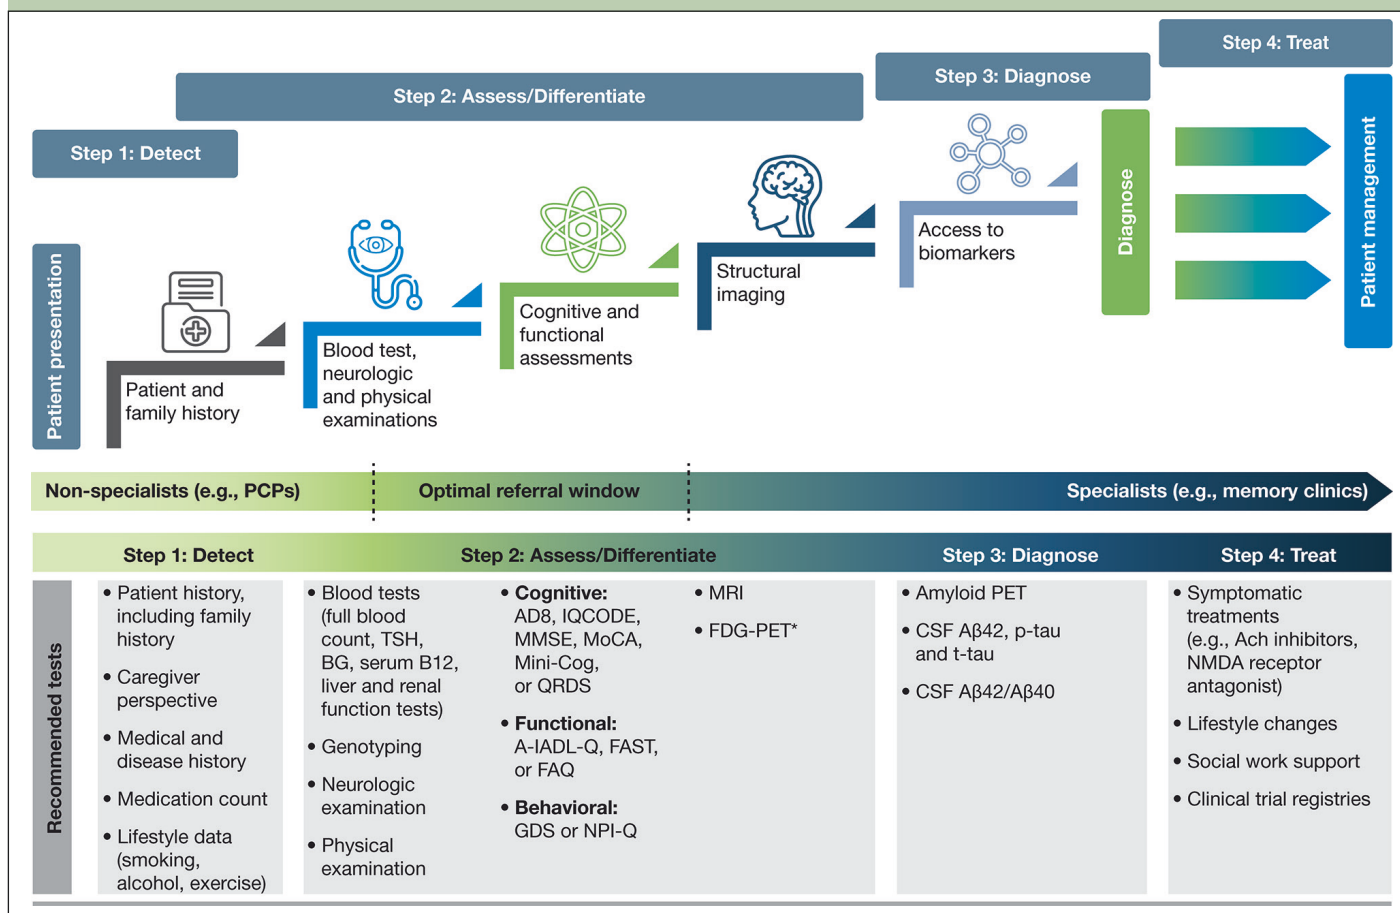 Step 4: Treat
Step 3: Diagnose
Step 2: Assess/Differentiate
Step 1: Detect
Patient presentation
Patient and
family history
Blood test,
neurologic
and physical
examinations
Cognitive and
functional
assessments
Structural
imaging
Access to
biomarkers
Diagnose
Patient management
Non-specialists (e.g., PCPs)
Optimal referral window
Specialists (e.g., memory clinics)
Step 1: Detect
Step 2: Assess/Differentiate
Step 3: Diagnose
Step 4: Treat
Recommended tests
• Patient history,
including family
history
• Caregiver
perspective
• Medical and
disease history
• Medication count
• Lifestyle data
(smoking,
alcohol, exercise)
• Blood tests
(full blood
count, TSH,
BG, serum B12,
liver and renal
function tests)
• Genotyping
• Neurologic
examination
• Physical
examination
• Cognitive:
AD8, IQCODE,
MMSE, MoCA,
Mini-Cog,
or QRDS
• Functional:
A-IADL-Q, FAST,
or FAQ
• Behavioral:
GDS or NPI-Q
• MRI
• FDG-PET*
• Amyloid PET
• CSF Aβ42, p-tau
and t-tau
• CSF Aβ42/Aβ40
• Symptomatic
treatments
(e.g., Ach inhibitors,
NMDA receptor
antagonist)
• Lifestyle changes
• Social work support
• Clinical trial registries